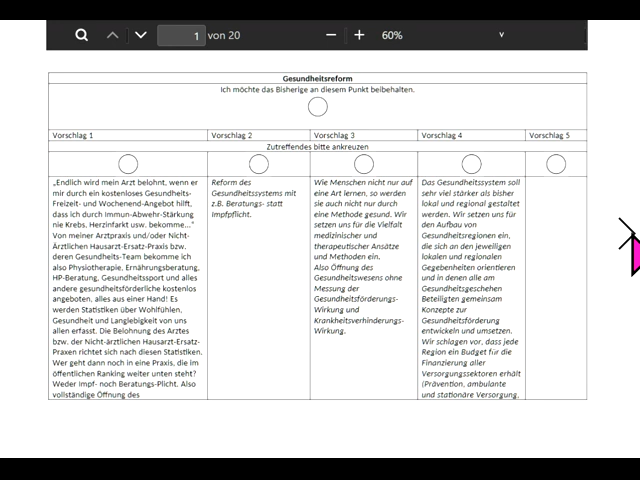 1 von 20 60%
Gesundheitsreform
Ich möchte das Bisherige an diesem Punkt beibehalten.
Vorschlag 1 Vorschlag 2 Vorschlag 3 Vorschlag 4 Vorschlag 5
Zutreffendes bitte ankreuzen
„Endlich wird mein Arzt belohnt, wenn er
mir durch ein kostenloses Gesundheits-
Freizeit- und Wochenend-Angebot hilft,
dass ich durch Immun-Abwehr-Stärkung
nie Krebs, Herzinfarkt usw. bekomme...“
Von meiner Arztpraxis und/oder Nicht-
Ärztlichen Hausarzt-Ersatz-Praxis bzw.
deren Gesundheits-Team bekomme ich
also Physiotherapie, Ernährungsberatung,
HP-Beratung, Gesundheitssport und alles
andere gesundheitsförderliche kostenlos
angeboten, alles aus einer Hand! Es
werden Statistiken über Wohlfühlen,
Gesundheit und Langlebigkeit von uns
allen erfasst. Die Belohnung des Arztes
bzw. der Nicht-ärztlichen Hausarzt-Ersatz-
Praxen richtet sich nach diesen Statistiken.
Wer geht dann noch in eine Praxis, die im
öffentlichen Ranking weiter unten steht?
Weder Impf- noch Beratungs-Plicht. Also
vollständige Öffnung des
Reform des
Gesundheitssystems mit
z.B. Beratungs- statt
Impfpflicht.
Wie Menschen nicht nur auf
eine Art lernen, so werden
sie auch nicht nur durch
eine Methode gesund. Wir
setzen uns für die Vielfalt
medizinischer und
therapeutischer Ansätze
und Methoden ein.
Also Öffnung des
Gesundheitswesens ohne
Messung der
Gesundheitsförderungs-
Wirkung und
Krankheitsverhinderungs-
Wirkung.
Das Gesundheitssystem soll
sehr viel stärker als bisher
lokal und regional gestaltet
werden. Wir setzen uns für
den Aufbau von
Gesundheitsregionen ein,
die sich an den jeweiligen
lokalen und regionalen
Gegebenheiten orientieren
und in denen alle am
Gesundheitsgeschehen
Beteiligten gemeinsam
Konzepte zur
Gesundheitsförderung
entwickeln und umsetzen.
Wir schlagen vor, dass jede
Region ein Budget für die
Finanzierung aller
Versorgungssektoren erhält
(Prävention, ambulante
und stationäre Versorgung,